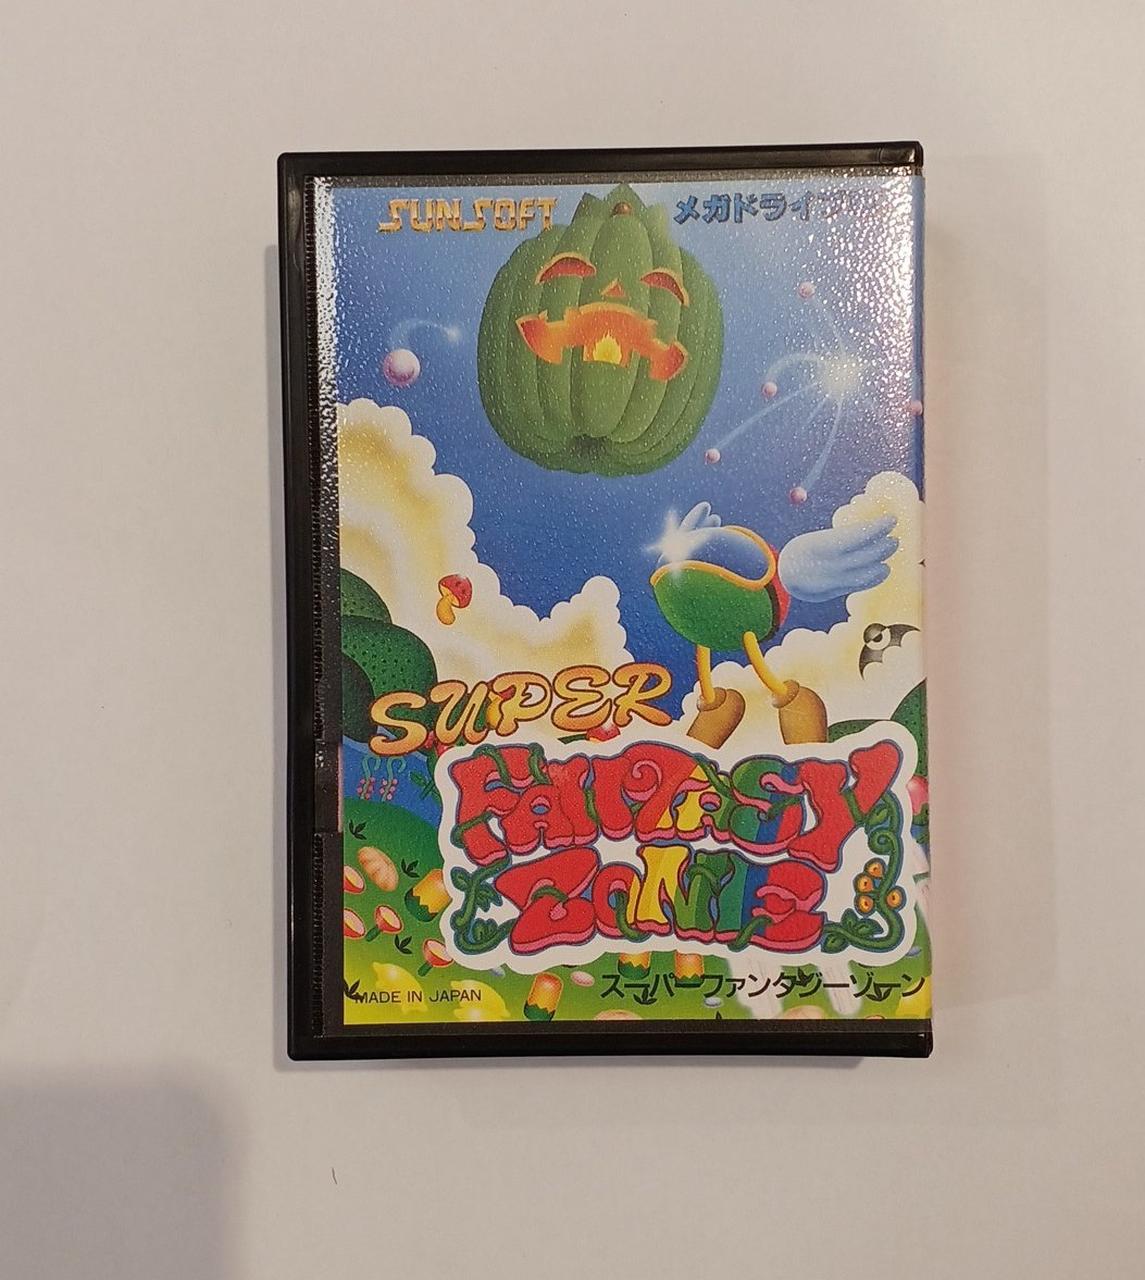 SUNSOFT
メガドライブ
SUPER
FANTASY
ZONE
スーパーファンタジーゾーン
MADE IN JAPAN